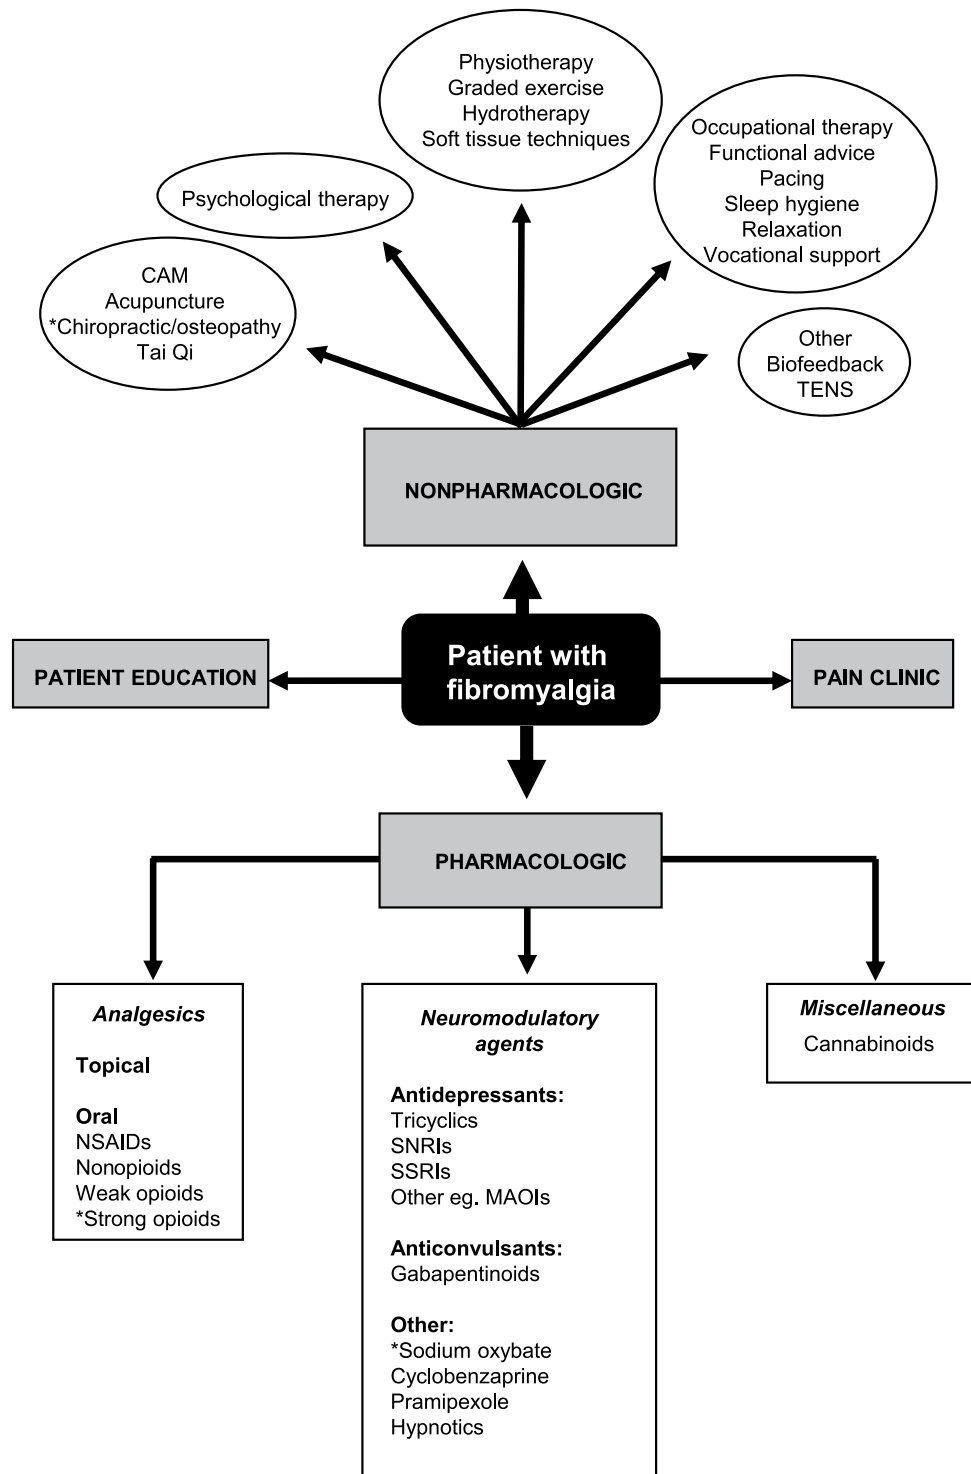 Physiotherapy
Graded exercise
Hydrotherapy
Soft tissue techniques
Occupational therapy
Functional advice
Pacing
Sleep hygiene
Relaxation
Vocational support
Psychological therapy
CAM
Acupuncture
*Chiropractic/osteopathy
Tai Qi
Other
Biofeedback
TENS
NONPHARMACOLOGIC
Patient with
fibromyalgia
PATIENT EDUCATION
PAIN CLINIC
PHARMACOLOGIC
Analgesics
Topical
Oral
NSAIDs
Nonopioids
Weak opioids
*Strong opioids
Neuromodulatory
agents
Antidepressants:
Tricyclics
SNRIs
SSRIs
Other eg. MAOIs
Anticonvulsants:
Gabapentinoids
Other:
*Sodium oxybate
Cyclobenzaprine
Pramipexole
Hypnotics
Miscellaneous
Cannabinoids